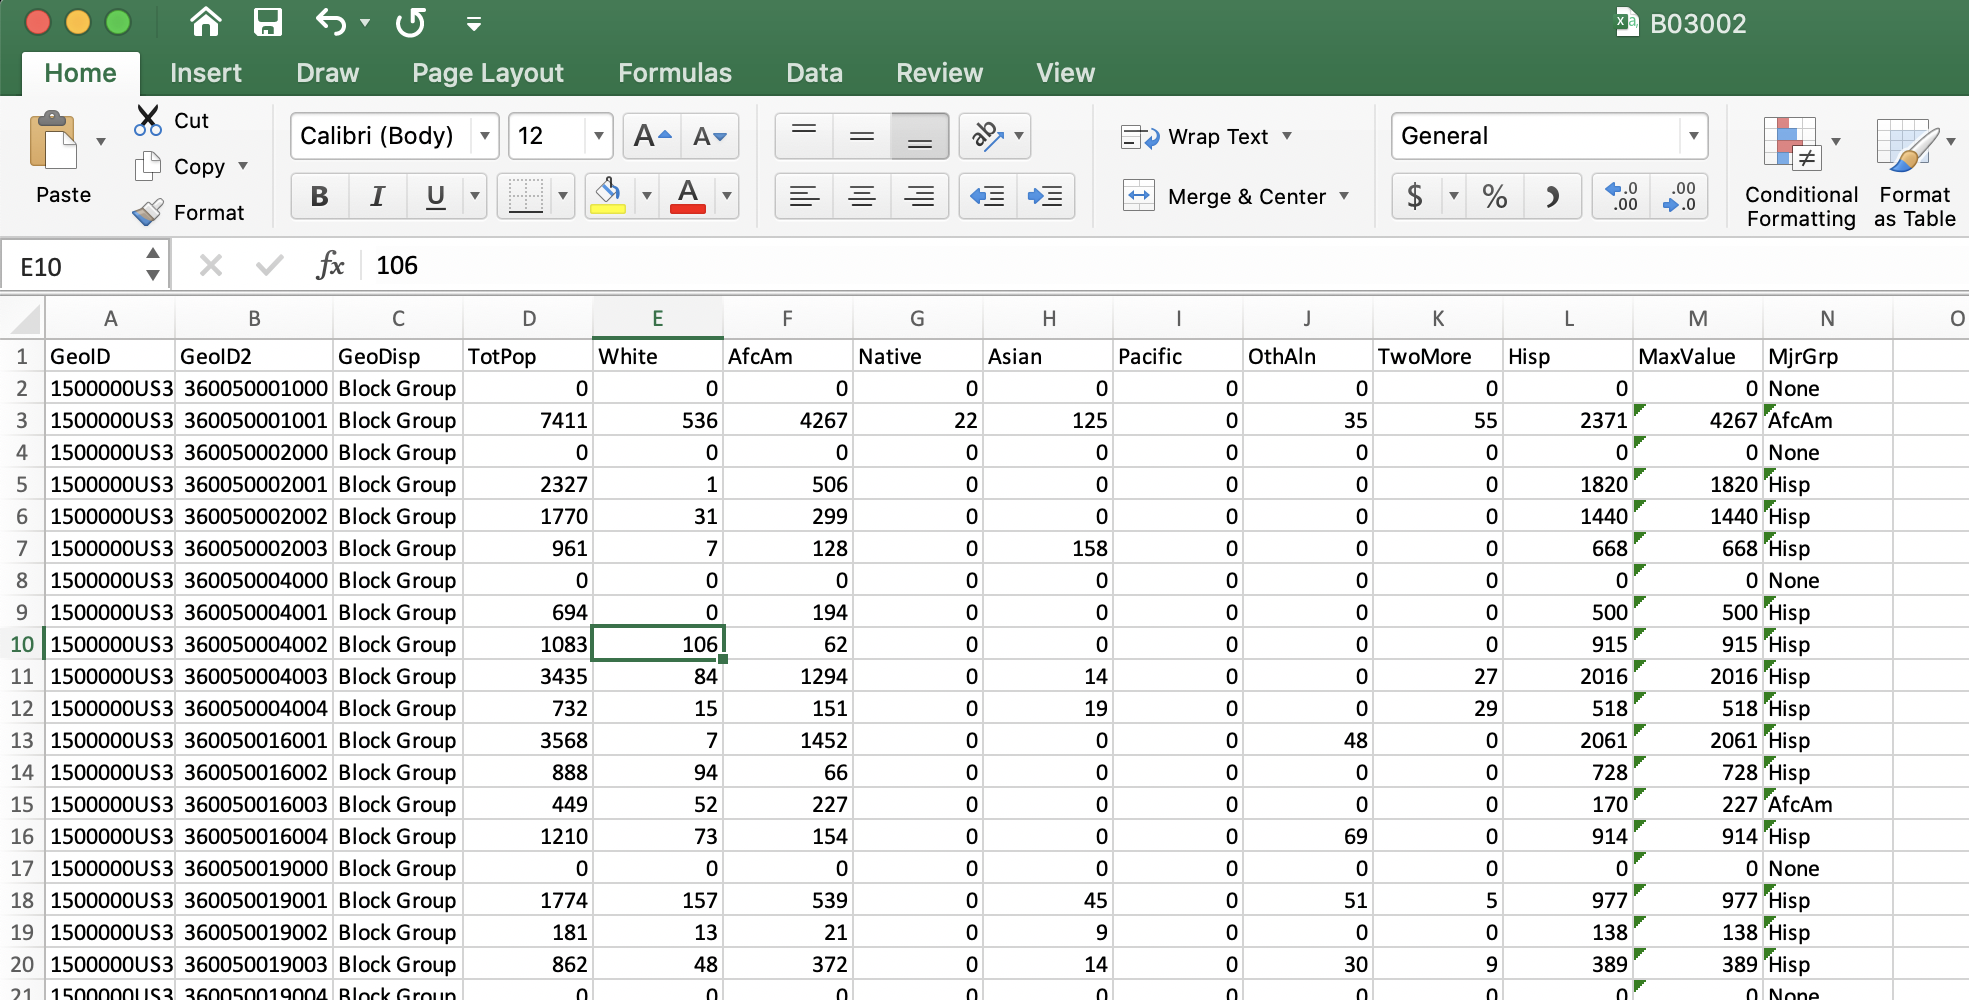 B03002
Home Insert Draw Page Layout Formulas Data Review View
Paste Cut Copy Format
Calibri (Body) 12 A A
B I U A
ab Wrap Text
Merge & Center
General
$ % .0 .00 .00 .0
Conditional Formatting
Format as Table
E10 fx 106
A B C D E F G H I J K L M N O
1 GeoID GeoID2 GeoDisp TotPop White AfcAm Native Asian Pacific OthAln TwoMore Hisp MaxValue MjrGrp
2 1500000US3 360050001000 Block Group 0 0 0 0 0 0 0 0 0 0 None
3 1500000US3 360050001001 Block Group 7411 536 4267 22 125 0 35 55 2371 4267 AfcAm
4 1500000US3 360050002000 Block Group 0 0 0 0 0 0 0 0 0 0 None
5 1500000US3 360050002001 Block Group 2327 1 506 0 0 0 0 0 1820 1820 Hisp
6 1500000US3 360050002002 Block Group 1770 31 299 0 0 0 0 0 1440 1440 Hisp
7 1500000US3 360050002003 Block Group 961 7 128 0 158 0 0 0 668 668 Hisp
8 1500000US3 360050004000 Block Group 0 0 0 0 0 0 0 0 0 0 None
9 1500000US3 360050004001 Block Group 694 0 194 0 0 0 0 0 500 500 Hisp
10 1500000US3 360050004002 Block Group 1083 106 62 0 0 0 0 0 915 915 Hisp
11 1500000US3 360050004003 Block Group 3435 84 1294 0 14 0 0 27 2016 2016 Hisp
12 1500000US3 360050004004 Block Group 732 15 151 0 19 0 0 29 518 518 Hisp
13 1500000US3 360050016001 Block Group 3568 7 1452 0 0 0 48 0 2061 2061 Hisp
14 1500000US3 360050016002 Block Group 888 94 66 0 0 0 0 0 728 728 Hisp
15 1500000US3 360050016003 Block Group 449 52 227 0 0 0 0 0 170 227 AfcAm
16 1500000US3 360050016004 Block Group 1210 73 154 0 0 0 69 0 914 914 Hisp
17 1500000US3 360050019000 Block Group 0 0 0 0 0 0 0 0 0 0 None
18 1500000US3 360050019001 Block Group 1774 157 539 0 45 0 51 5 977 977 Hisp
19 1500000US3 360050019002 Block Group 181 13 21 0 9 0 0 0 138 138 Hisp
20 1500000US3 360050019003 Block Group 862 48 372 0 14 0 30 9 389 389 Hisp
21 1500000US3 360050019004 Block Group 0 0 0 0 0 0 0 0 0 0 None